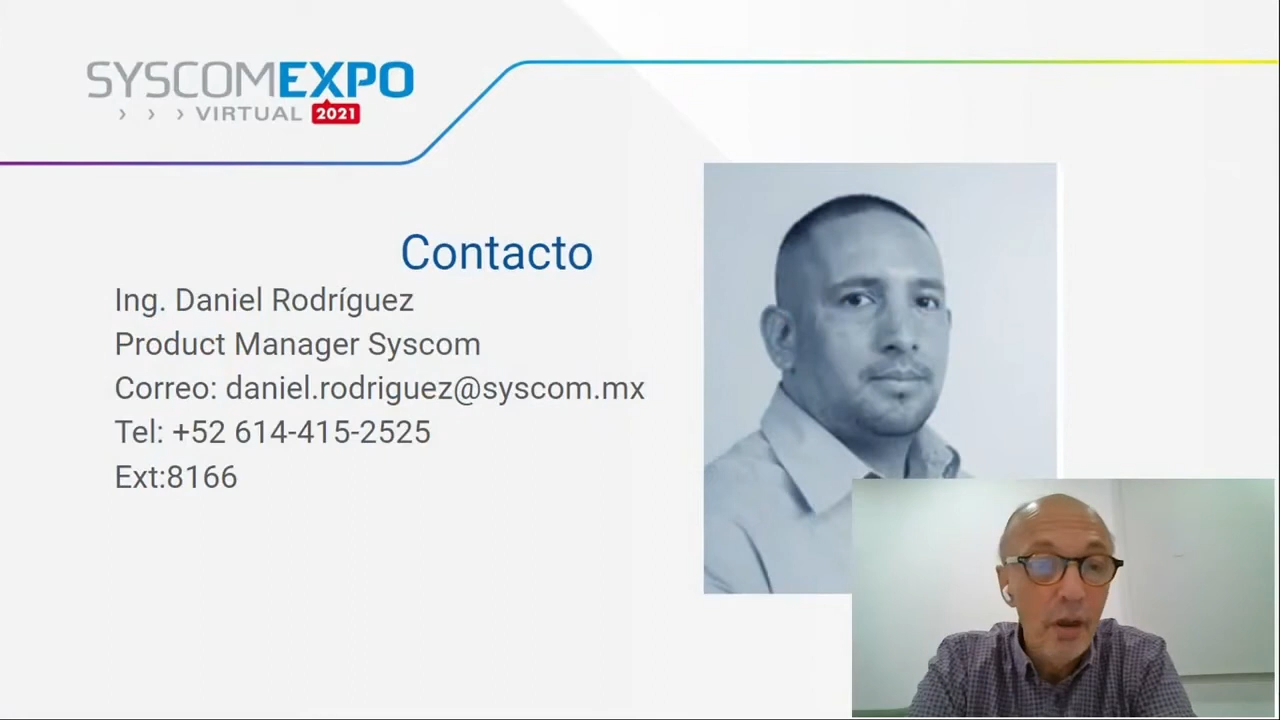 SYSCOMEXPO
› › › VIRTUAL 2021
Contacto
Ing. Daniel Rodríguez
Product Manager Syscom
Correo: daniel.rodriguez@syscom.mx
Tel: +52 614-415-2525
Ext:8166